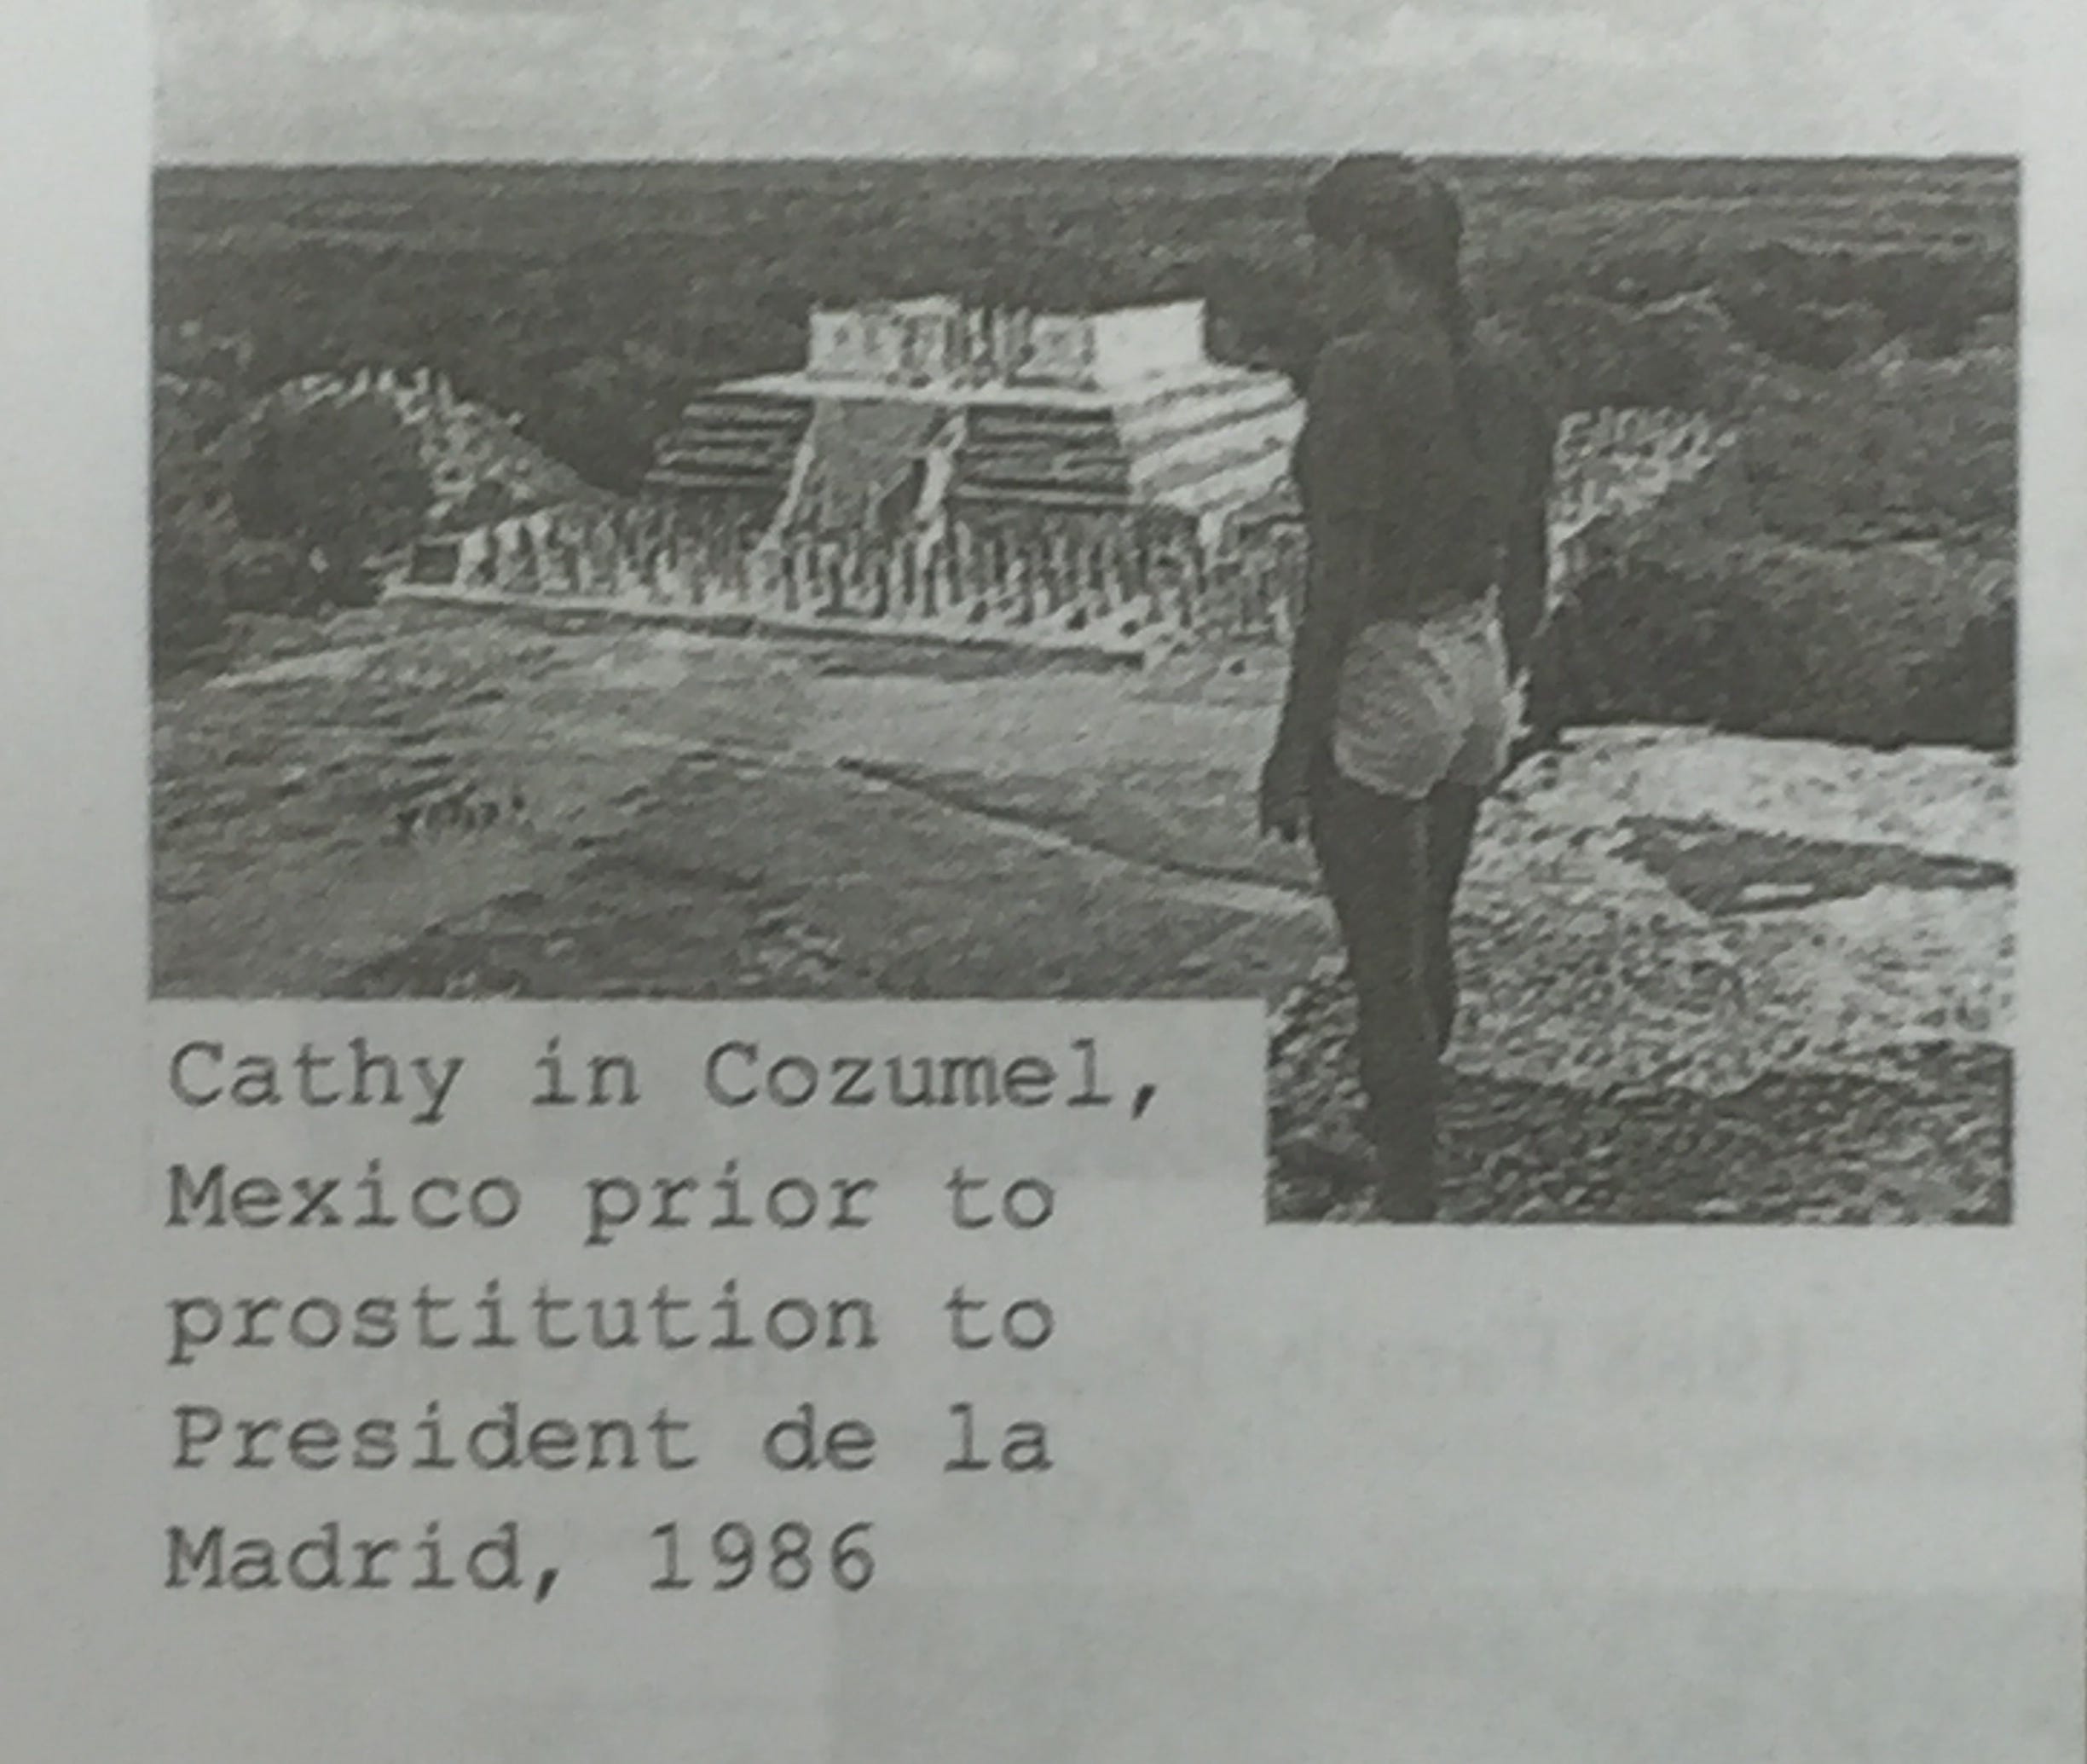 Cathy in Cozumel,
Mexico prior to
prostitution to
President de la
Madrid, 1986